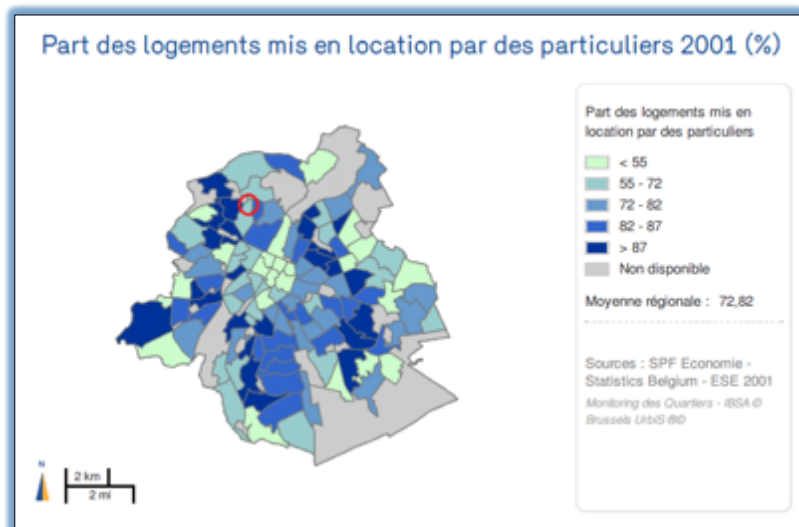 Part des logements mis en location par des particuliers 2001 (%)
Part des logements mis en
location par des particuliers
< 55
55 - 72
72 - 82
82 - 87
> 87
Non disponible
Moyenne régionale : 72,82
Sources : SPF Economie -
Statistics Belgium - ESE 2001
Monitoring des Quartiers - IBSA ©
Brussels UrbIS ®©
N
2 km
2 mi